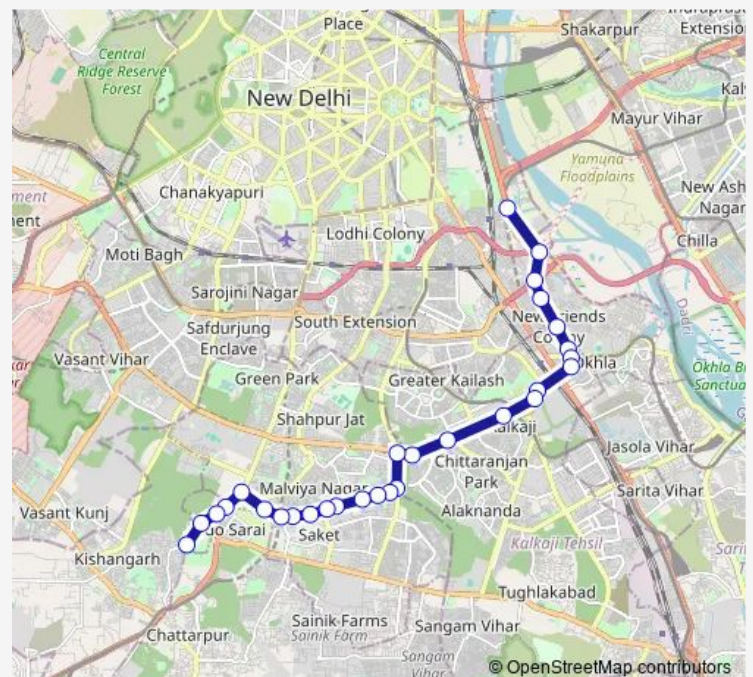 Place
Shakarpur
Extensio
Central
Ridge Reserve
Forest
New Delhi
Mayur Vihar
Yamuna
Floodplains
New Ash
Nagar
Chanakyapuri
Lodhi Colony
Chilla
Moti Bagh
Sarojini Nagar
South Extension
Safdurjung
Enclave
Dadri
Vasant Vihar
Green Park
Greater Kailash
Shahpur Jat
Jasola Vihar
Chittaranjan
Park
Malviya Nagar
Sarita Vihar
Alaknanda
Vasant Kunj
Saket
Kalkaji Tehsil
Kishangarh
Tughlakabad
Sainik Farms
Sainik Farm
Sangam Vihar
Chattarpur
Sangam
Vihar
© OpenStreetMap contributors